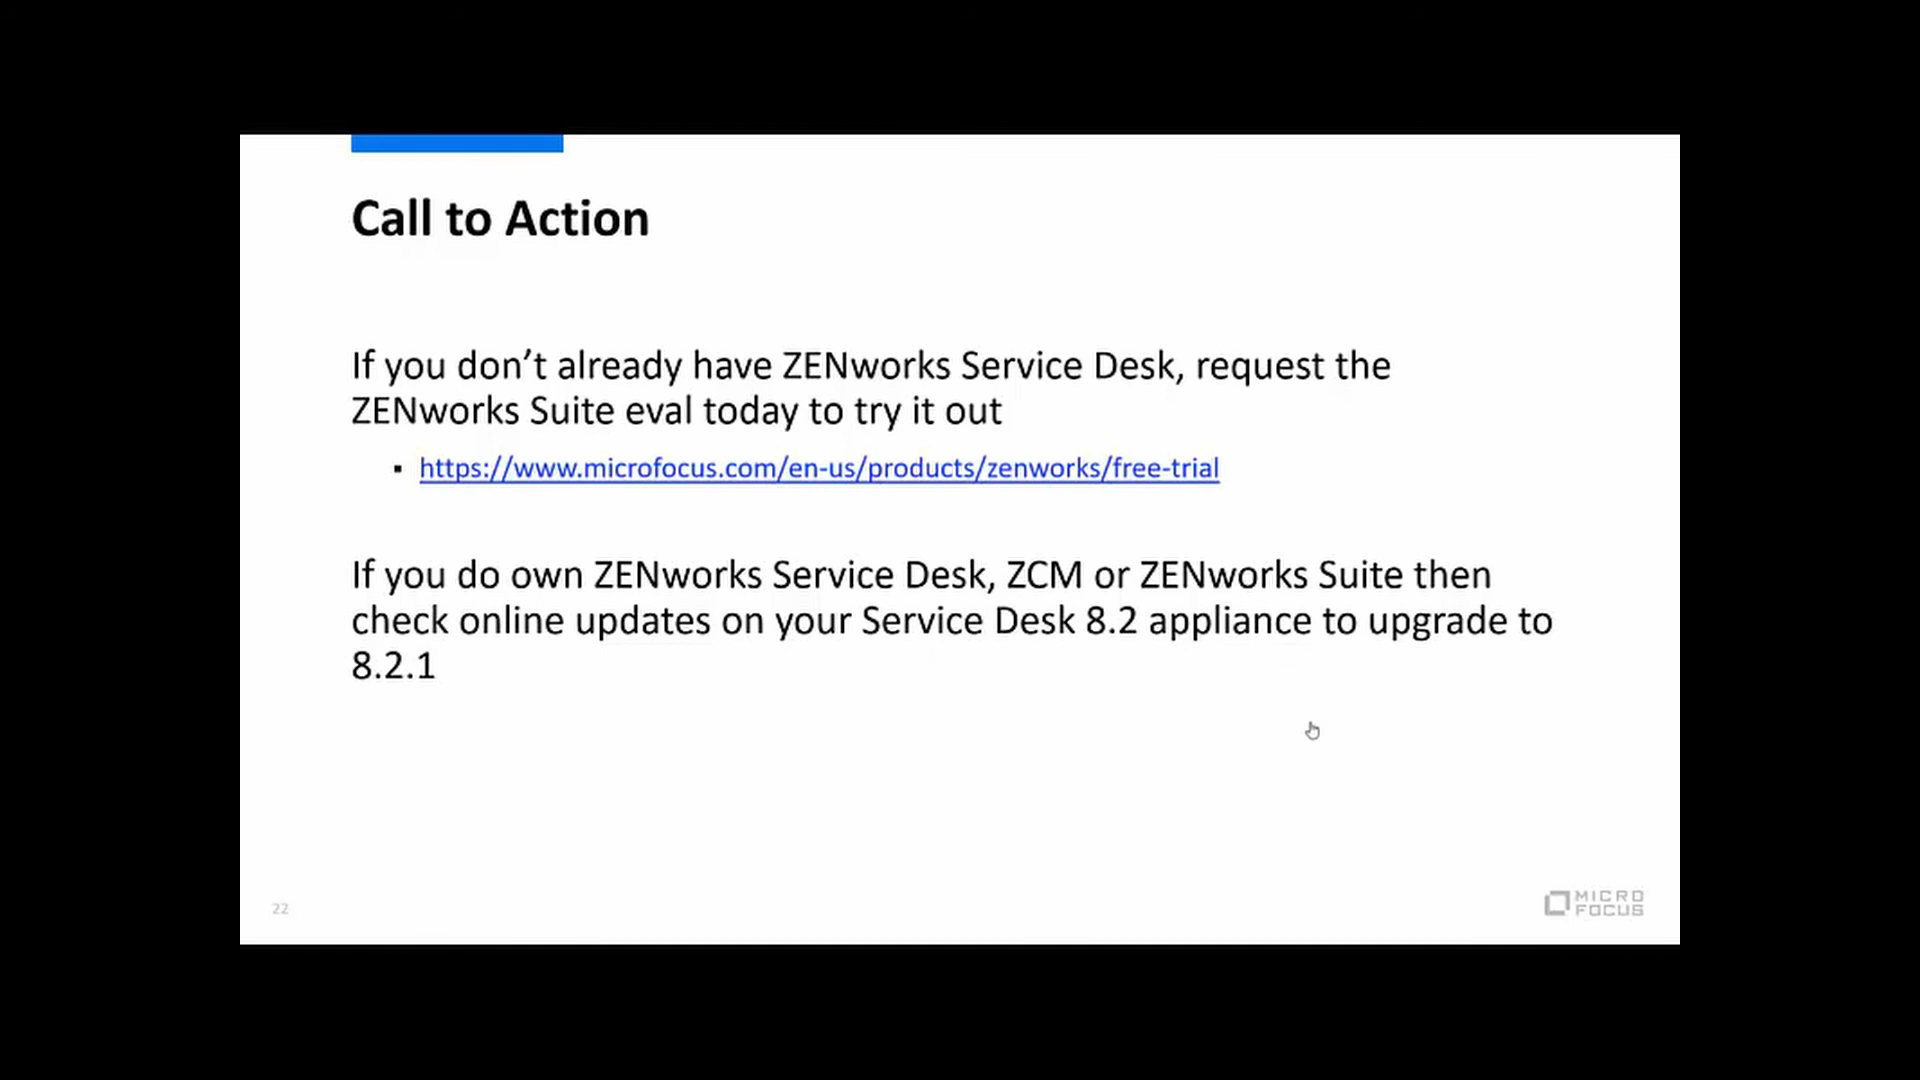 Call to Action
If you don’t already have ZENworks Service Desk, request the
ZENworks Suite eval today to try it out
▪ https://www.microfocus.com/en-us/products/zenworks/free-trial
If you do own ZENworks Service Desk, ZCM or ZENworks Suite then
check online updates on your Service Desk 8.2 appliance to upgrade to
8.2.1
22
MICRO
FOCUS